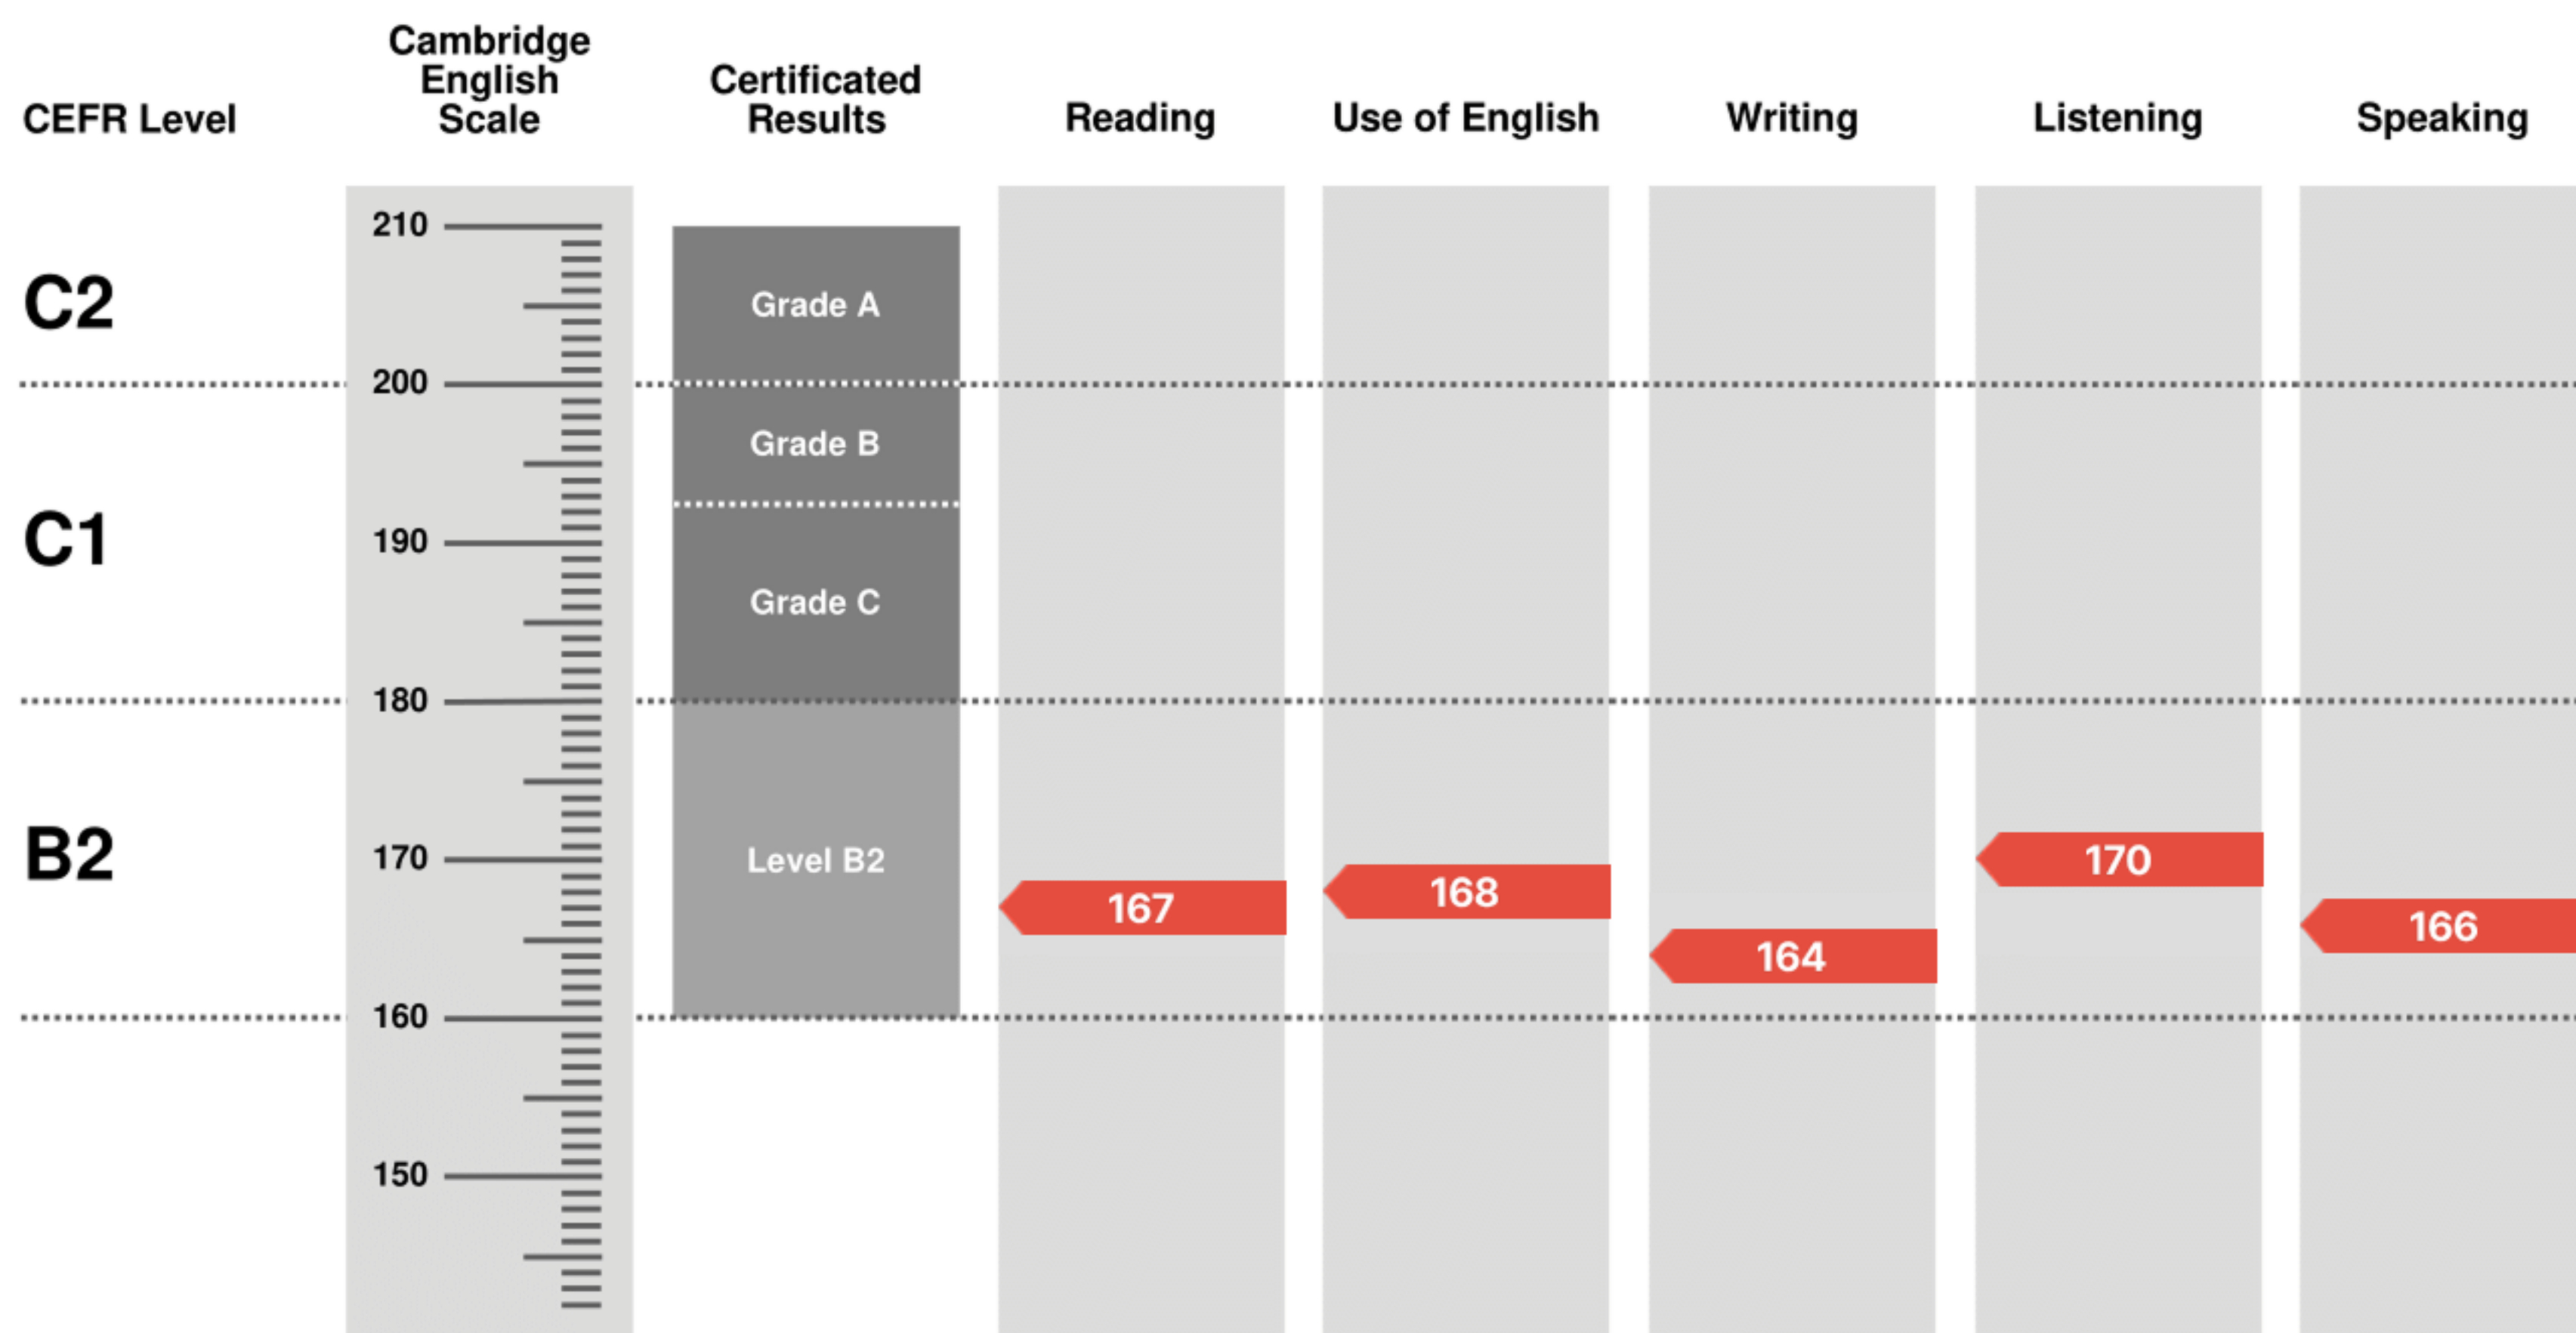 CEFR Level
Cambridge
English
Scale
Certificated
Results
Reading
Use of English
Writing
Listening
Speaking
C2
C1
B2
210
200
190
180
170
160
150
Grade A
Grade B
Grade C
Level B2
167
168
164
170
166